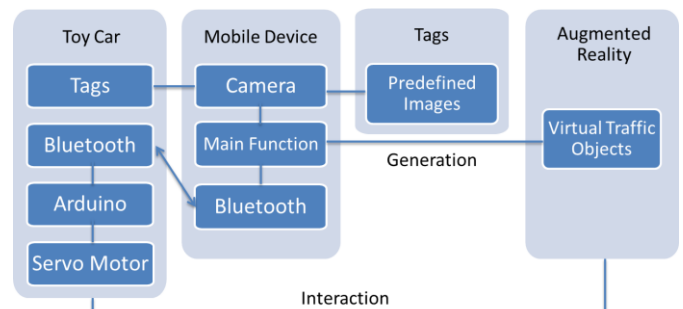 Toy Car
Tags
Bluetooth
Arduino
Servo Motor
Mobile Device
Camera
Main Function
Bluetooth
Tags
Predefined
Images
Generation
Augmented
Reality
Virtual Traffic
Objects
Interaction